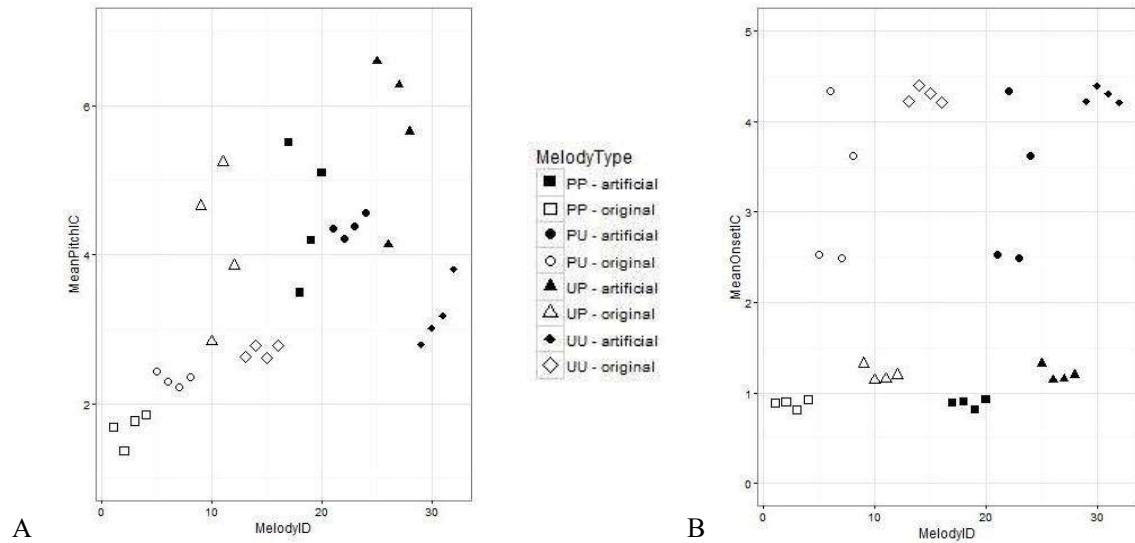 MeanPitchIC
6
4
2
0
10
20
30
MelodyID
A
MelodyType
PP - artificial
PP - original
PU - artificial
PU - original
UP - artificial
UP - original
UU - artificial
UU - original
MeanOnsetIC
5
4
3
2
1
0
0
10
20
30
MelodyID
B